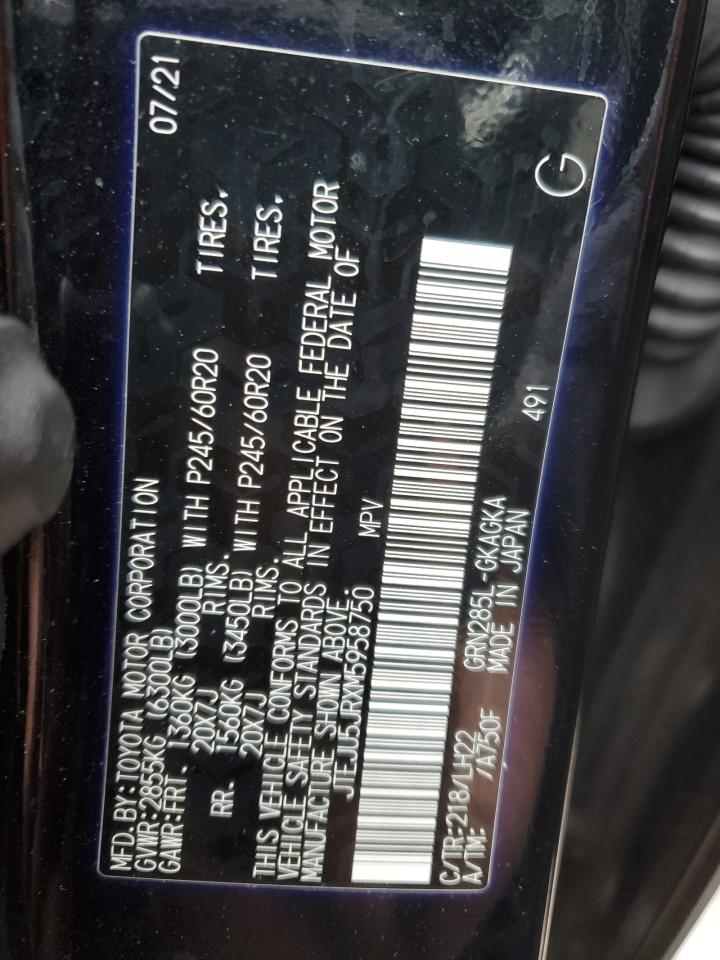 MFD. BY: TOYOTA MOTOR CORPORATION 07/21
GVWR: 2855KG (6300LB)
GAWR: FRT. 1360KG (3000LB) WITH P245/60R20 TIRES,
20X7J RIMS.
RR. 1560KG (3450LB) WITH P245/60R20 TIRES,
20X7J RIMS.
THIS VEHICLE CONFORMS TO ALL APPLICABLE FEDERAL MOTOR
VEHICLE SAFETY STANDARDS IN EFFECT ON THE DATE OF
MANUFACTURE SHOWN ABOVE.
JTEJU5JRXM5958750 MPV
C/TR: 218/LH22 GRN285L-GKAGKA
A/TM: /A750F MADE IN JAPAN
491
G